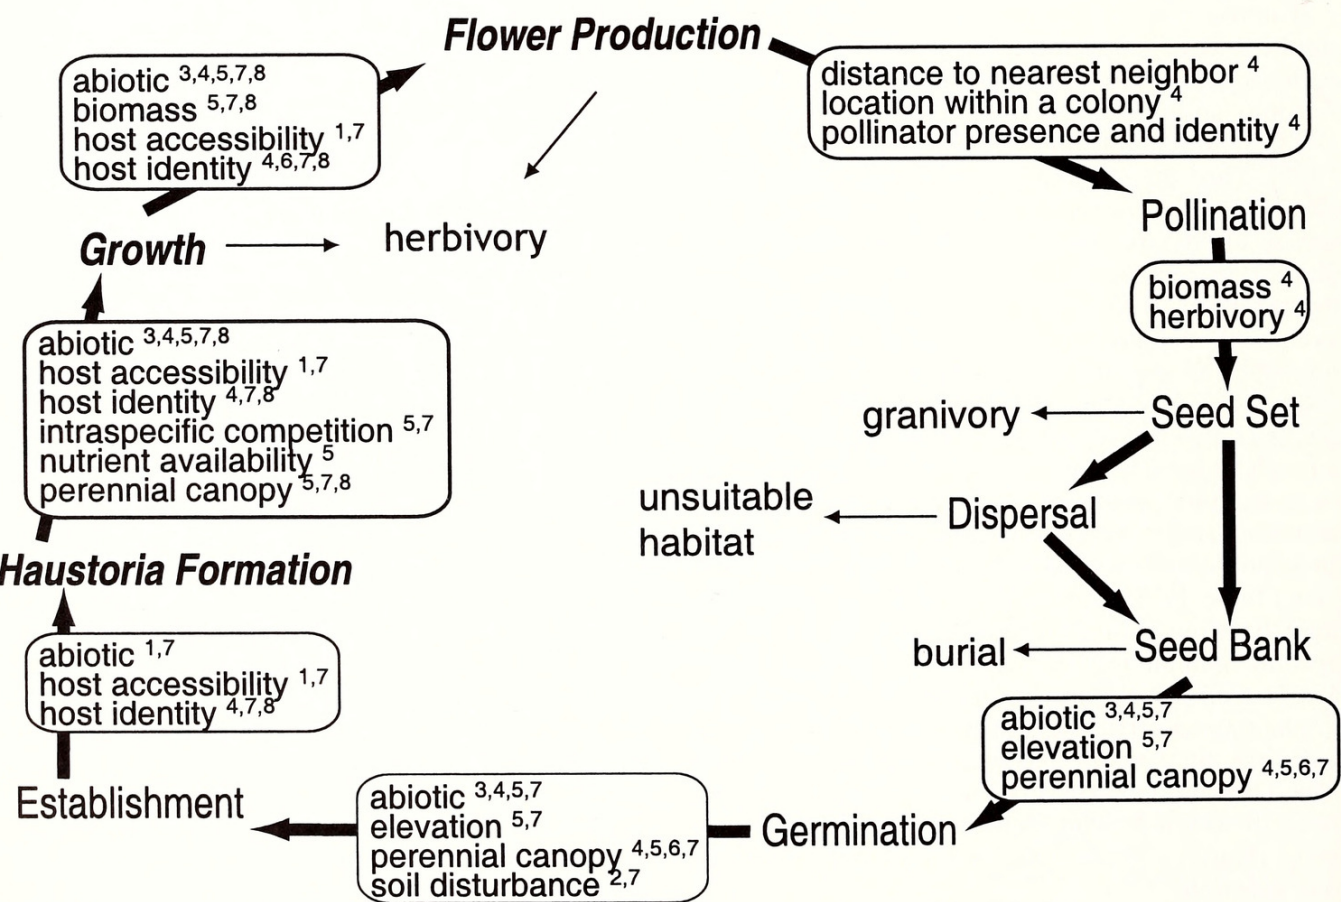 Flower Production
abiotic 3,4,5,7,8
biomass 5,7,8
host accessibility 1,7
host identity 4,6,7,8
distance to nearest neighbor 4
location within a colony 4
pollinator presence and identity 4
Pollination
Growth
herbivory
biomass 4
herbivory 4
abiotic 3,4,5,7,8
host accessibility 1,7
host identity 4,7,8
intraspecific competition 5,7
nutrient availability 5
perennial canopy 5,7,8
granivory
Seed Set
unsuitable
habitat
Dispersal
Haustoria Formation
burial
Seed Bank
abiotic 1,7
host accessibility 1,7
host identity 4,7,8
abiotic 3,4,5,7
elevation 5,7
perennial canopy 4,5,6,7
Establishment
abiotic 3,4,5,7
elevation 5,7
perennial canopy 4,5,6,7
soil disturbance 2,7
Germination